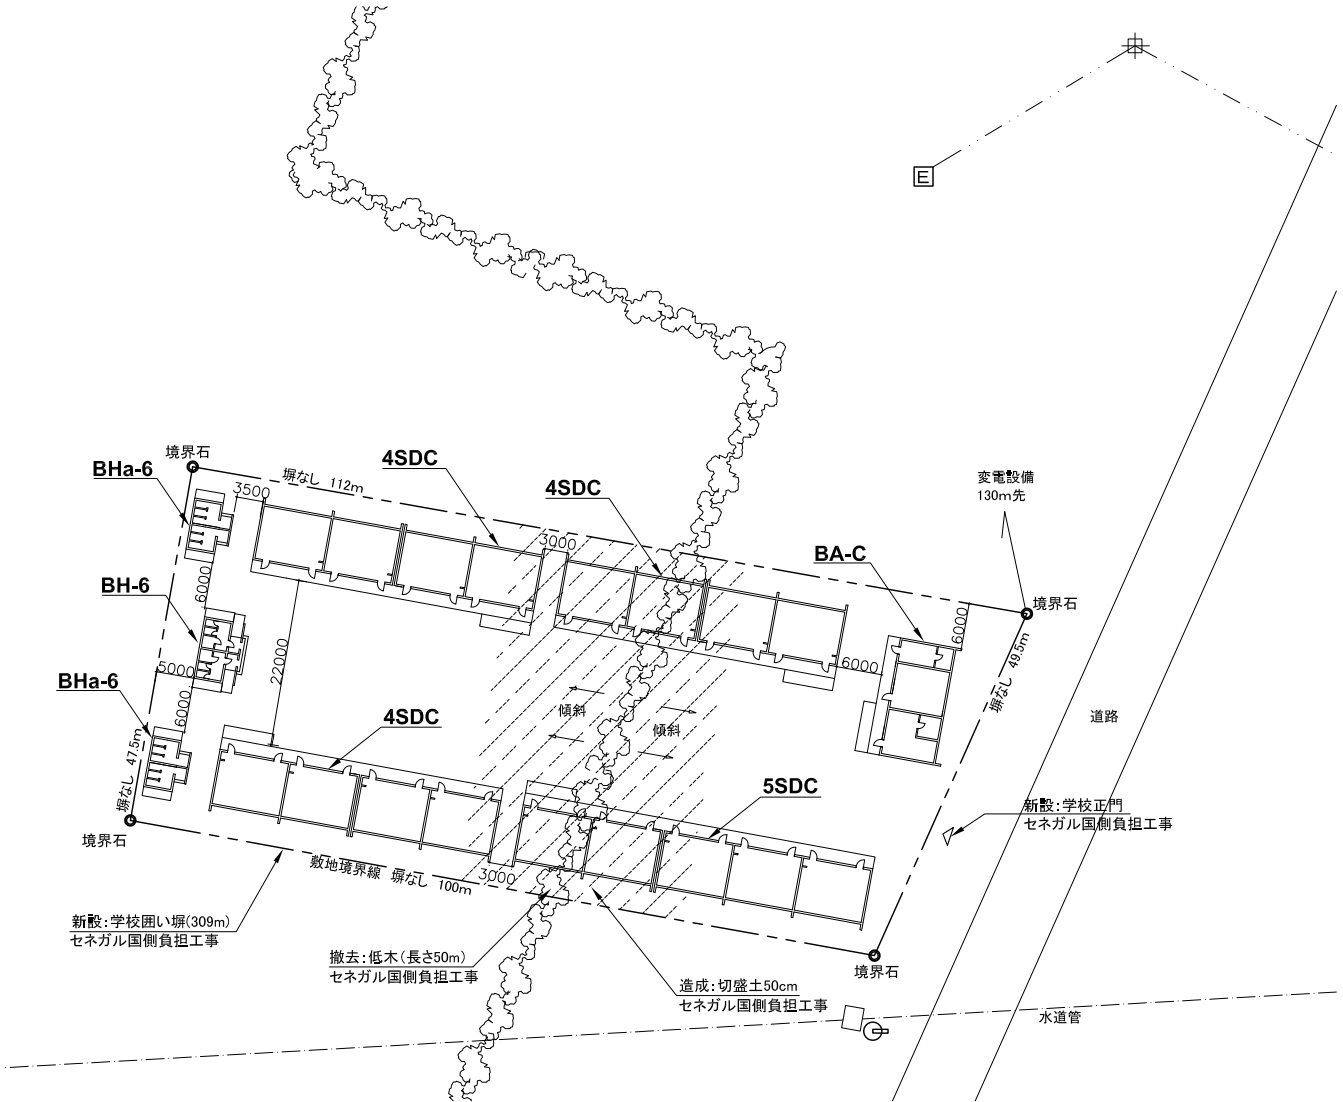 E
境界石
塀なし 112m
4SDC
BHa-6
3500
4SDC
変電設備
130m先
3000
BA-C
BH-6
6000
6000
境界石
22000
5000
BHa-6
6000
6000
塀なし 49.5m
傾斜
傾斜
4SDC
道路
塀なし 47.5m
5SDC
新設:学校正門
セネガル国側負担工事
境界石
敷地境界線 塀なし 100m
3000
新設:学校囲い塀(309m)
セネガル国側負担工事
撤去:低木(長さ50m)
セネガル国側負担工事
境界石
造成:切盛土50cm
セネガル国側負担工事
水道管